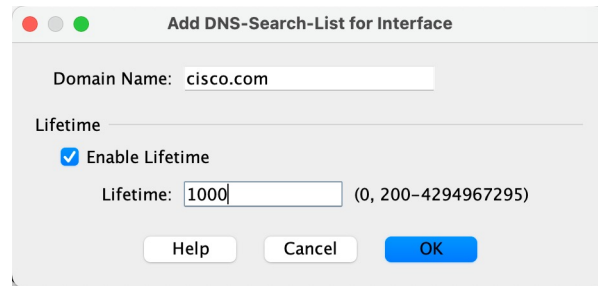 Add DNS-Search-List for Interface
Domain Name: cisco.com
Lifetime
Enable Lifetime
Lifetime: 1000 (0, 200-4294967295)
Help Cancel OK